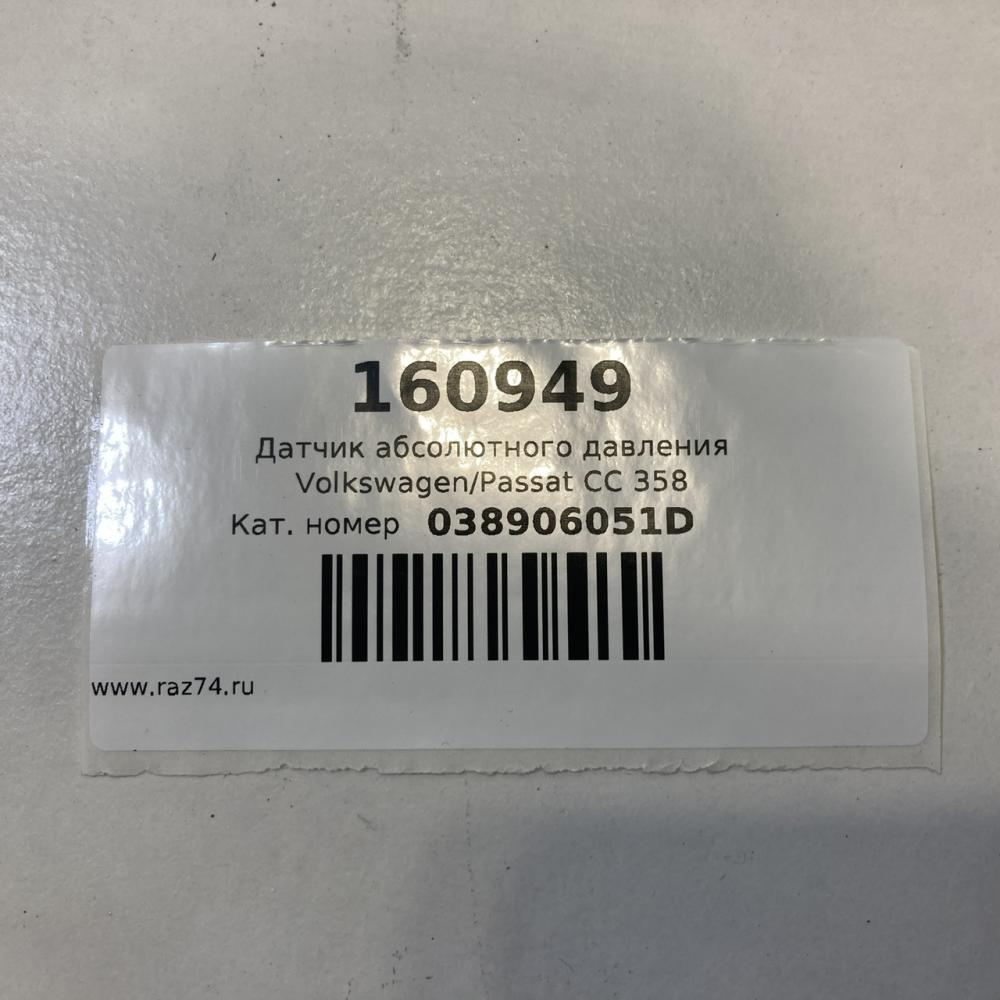 160949
Датчик абсолютного давления
Volkswagen/Passat CC 358
Кат. номер 038906051D
www.raz74.ru